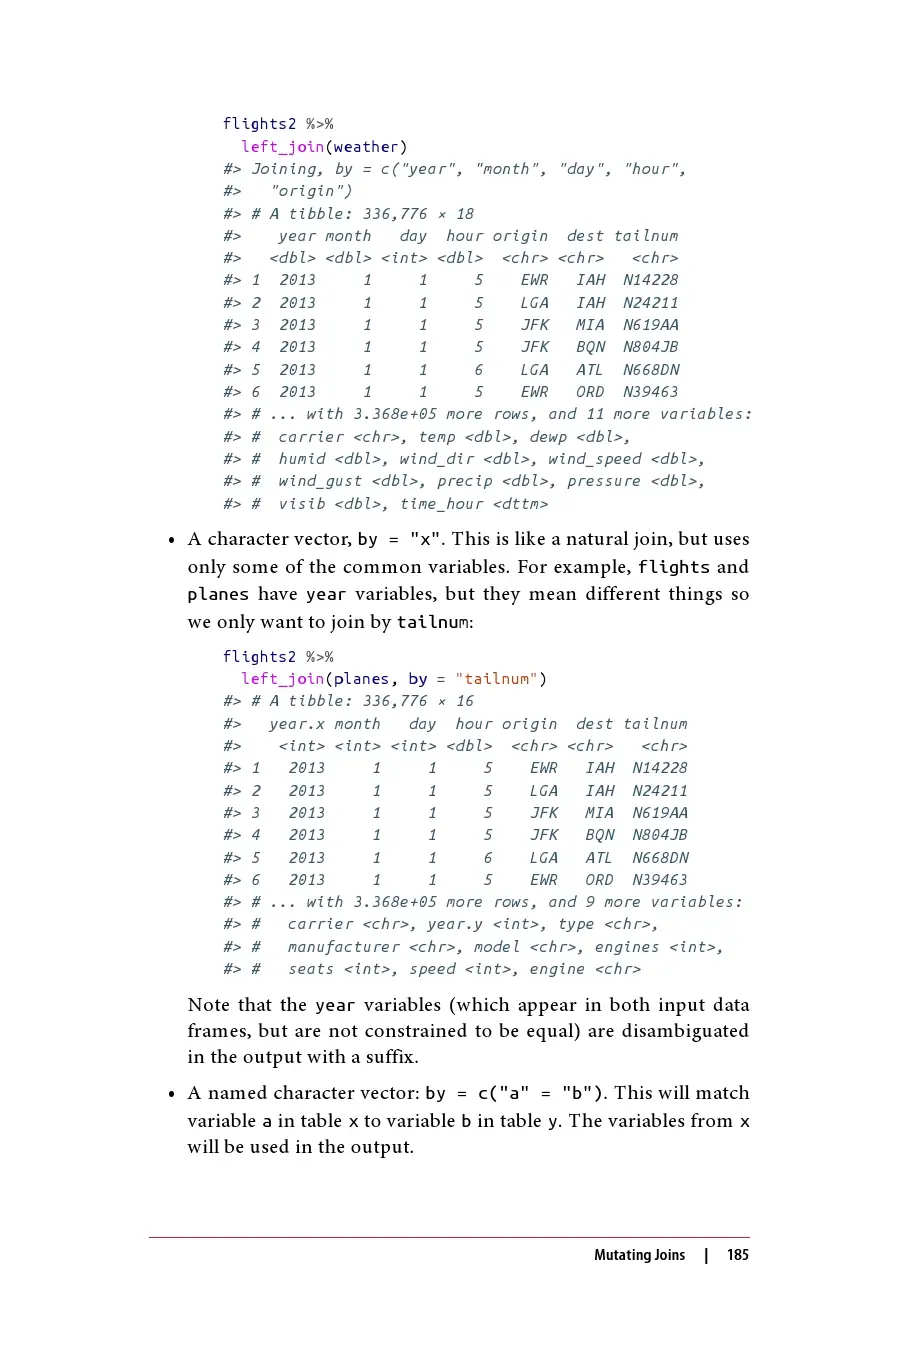 flights2 %>%
  left_join(weather)
#> Joining, by = c("year", "month", "day", "hour",
#>   "origin")
#> # A tibble: 336,776 × 18
#>    year month   day  hour origin  dest tailnum
#>   <dbl> <dbl> <int> <dbl>  <chr> <chr>   <chr>
#> 1  2013     1     1     5    EWR   IAH  N14228
#> 2  2013     1     1     5    LGA   IAH  N24211
#> 3  2013     1     1     5    JFK   MIA  N619AA
#> 4  2013     1     1     5    JFK   BQN  N804JB
#> 5  2013     1     1     6    LGA   ATL  N668DN
#> 6  2013     1     1     5    EWR   ORD  N39463
#> # ... with 3.368e+05 more rows, and 11 more variables:
#> #  carrier <chr>, temp <dbl>, dewp <dbl>,
#> #  humid <dbl>, wind_dir <dbl>, wind_speed <dbl>,
#> #  wind_gust <dbl>, precip <dbl>, pressure <dbl>,
#> #  visib <dbl>, time_hour <dttm>
• A character vector, by = "x". This is like a natural join, but uses
only some of the common variables. For example, flights and
planes have year variables, but they mean different things so
we only want to join by tailnum:
flights2 %>%
  left_join(planes, by = "tailnum")
#> # A tibble: 336,776 × 16
#>   year.x month   day  hour origin  dest tailnum
#>    <int> <int> <int> <dbl>  <chr> <chr>   <chr>
#> 1   2013     1     1     5    EWR   IAH  N14228
#> 2   2013     1     1     5    LGA   IAH  N24211
#> 3   2013     1     1     5    JFK   MIA  N619AA
#> 4   2013     1     1     5    JFK   BQN  N804JB
#> 5   2013     1     1     6    LGA   ATL  N668DN
#> 6   2013     1     1     5    EWR   ORD  N39463
#> # ... with 3.368e+05 more rows, and 9 more variables:
#> #   carrier <chr>, year.y <int>, type <chr>,
#> #   manufacturer <chr>, model <chr>, engines <int>,
#> #   seats <int>, speed <int>, engine <chr>
Note that the year variables (which appear in both input data
frames, but are not constrained to be equal) are disambiguated
in the output with a suffix.
• A named character vector: by = c("a" = "b"). This will match
variable a in table x to variable b in table y. The variables from x
will be used in the output.
Mutating Joins | 185